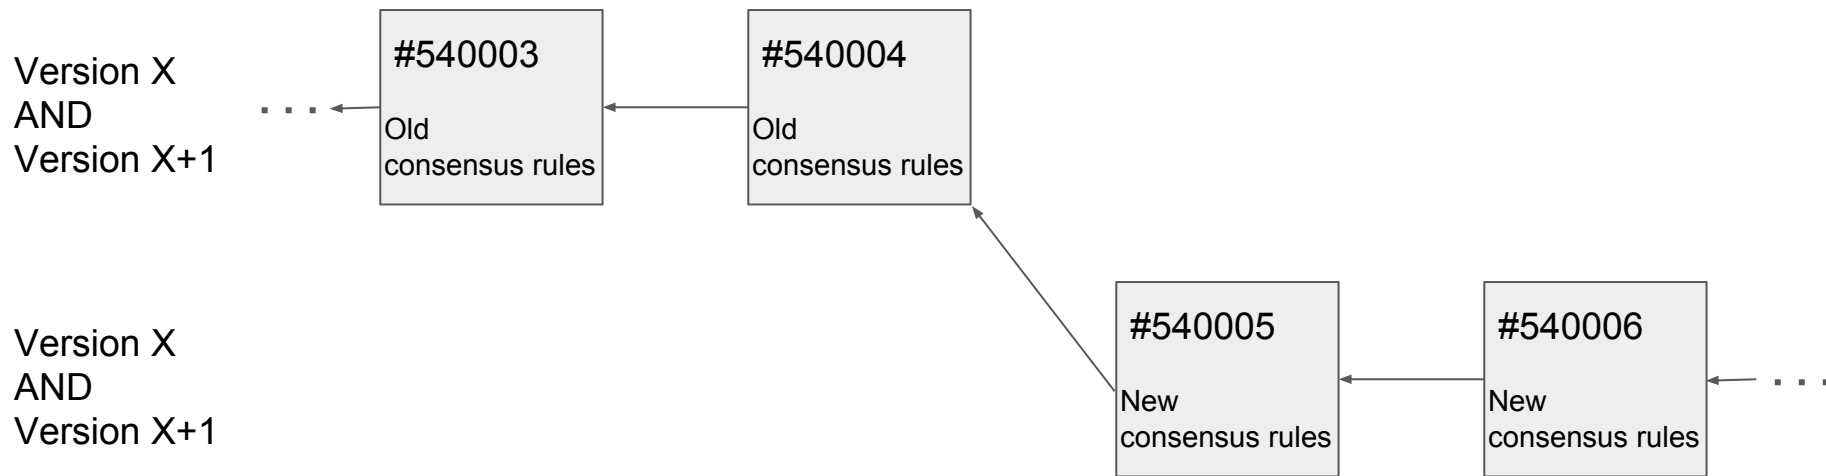 Version X
AND
Version X+1
. . .
#540003
Old
consensus rules
#540004
Old
consensus rules
Version X
AND
Version X+1
#540005
New
consensus rules
#540006
New
consensus rules
. . .